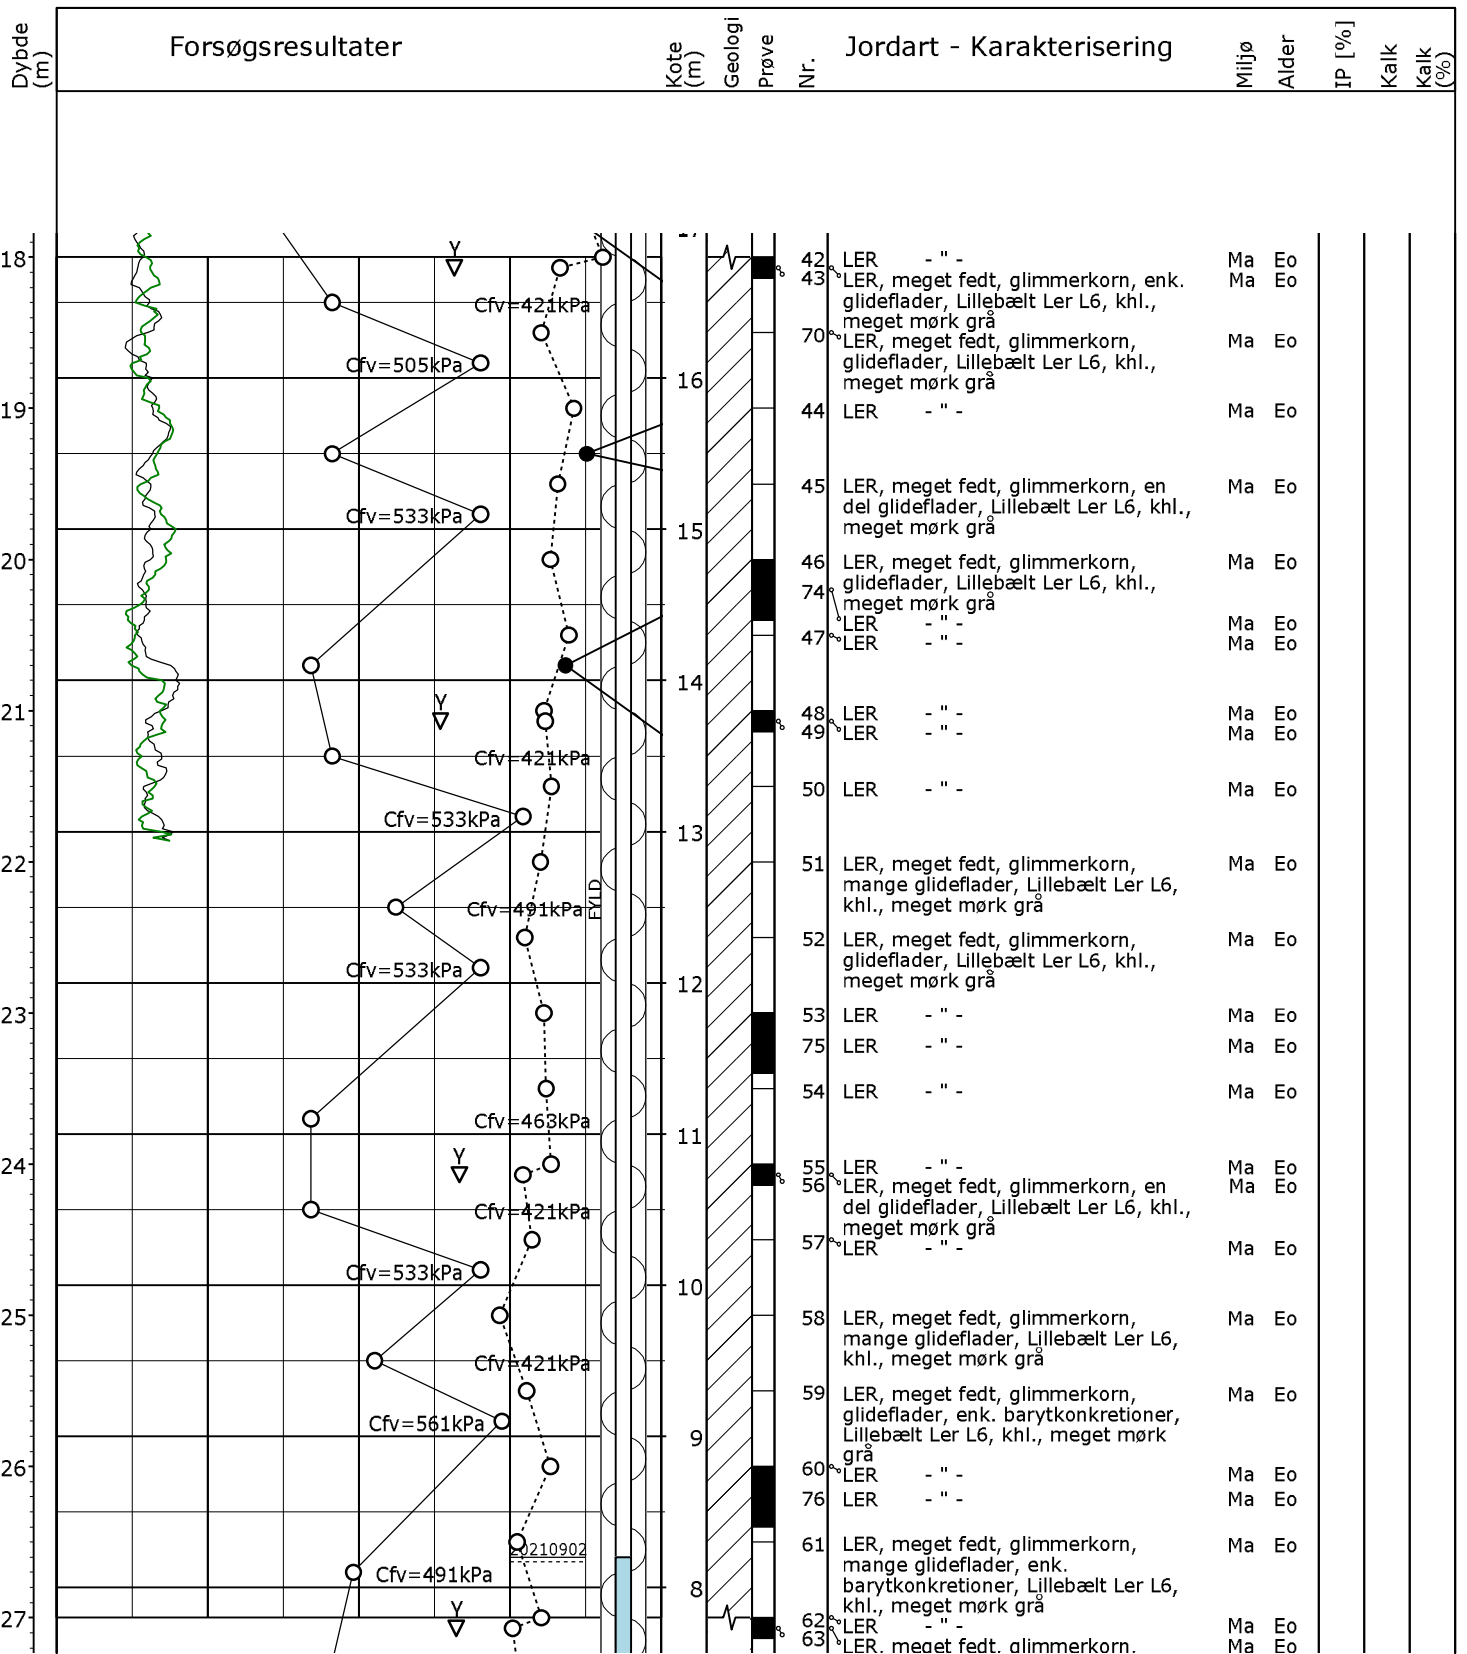 Dybde (m)
Forsøgsresultater
Kote (m)
Geologi
Prøve
Nr.
Jordart - Karakterisering
Miljø
Alder
IP [%]
Kalk
Kalk (%)
18
Y
Cfv=421kPa
Cfv=505kPa
16
42 LER - " - Ma Eo
43 LER, meget fedt, glimmerkorn, enk. Ma Eo
glideflader, Lillebælt Ler L6, khl.,
meget mørk grå
70 LER, meget fedt, glimmerkorn, Ma Eo
glideflader, Lillebælt Ler L6, khl.,
meget mørk grå
19
44 LER - " - Ma Eo
Cfv=533kPa
15
45 LER, meget fedt, glimmerkorn, en Ma Eo
del glideflader, Lillebælt Ler L6, khl.,
meget mørk grå
20
46 LER, meget fedt, glimmerkorn, Ma Eo
glideflader, Lillebælt Ler L6, khl.,
meget mørk grå
74 LER - " - Ma Eo
47 LER - " - Ma Eo
14
21
Y
Cfv=421kPa
Cfv=533kPa
13
48 LER - " - Ma Eo
49 LER - " - Ma Eo
50 LER - " - Ma Eo
22
51 LER, meget fedt, glimmerkorn, Ma Eo
mange glideflader, Lillebælt Ler L6,
khl., meget mørk grå
Cfv=491kPa
FYLD
Cfv=533kPa
12
52 LER, meget fedt, glimmerkorn, Ma Eo
glideflader, Lillebælt Ler L6, khl.,
meget mørk grå
23
53 LER - " - Ma Eo
75 LER - " - Ma Eo
54 LER - " - Ma Eo
Cfv=463kPa
11
24
Y
Cfv=421kPa
Cfv=533kPa
10
55 LER - " - Ma Eo
56 LER, meget fedt, glimmerkorn, en Ma Eo
del glideflader, Lillebælt Ler L6, khl.,
meget mørk grå
57 LER - " - Ma Eo
25
58 LER, meget fedt, glimmerkorn, Ma Eo
mange glideflader, Lillebælt Ler L6,
khl., meget mørk grå
Cfv=421kPa
Cfv=561kPa
9
59 LER, meget fedt, glimmerkorn, Ma Eo
glideflader, enk. barytkonkretioner,
Lillebælt Ler L6, khl., meget mørk
grå
26
60 LER - " - Ma Eo
76 LER - " - Ma Eo
20210902
Cfv=491kPa
8
61 LER, meget fedt, glimmerkorn, Ma Eo
mange glideflader, enk.
barytkonkretioner, Lillebælt Ler L6,
khl., meget mørk grå
27
Y
62 LER - " - Ma Eo
63 LER, meget fedt, glimmerkorn, Ma Eo